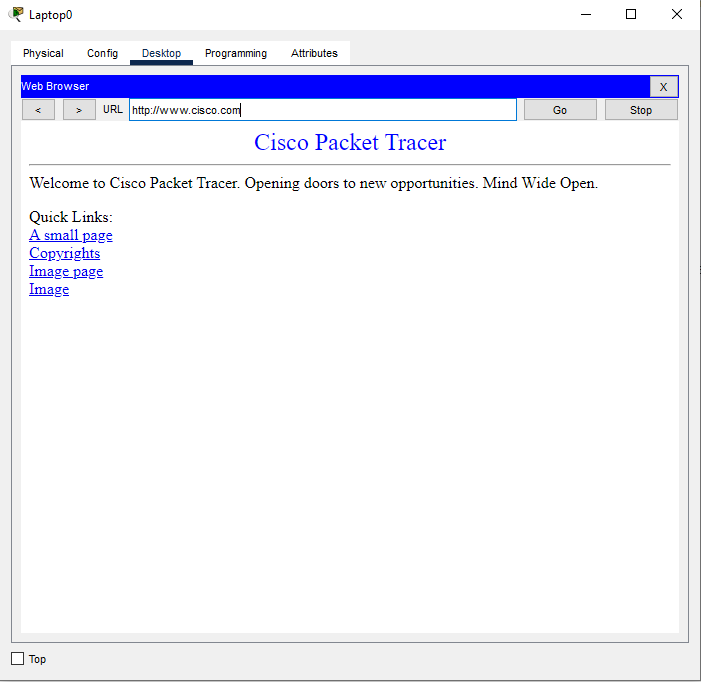 Laptop0
Physical Config Desktop Programming Attributes
Web Browser X
< > URL http://www.cisco.com Go Stop
Cisco Packet Tracer
Welcome to Cisco Packet Tracer. Opening doors to new opportunities. Mind Wide Open.
Quick Links:
A small page
Copyrights
Image page
Image
Top